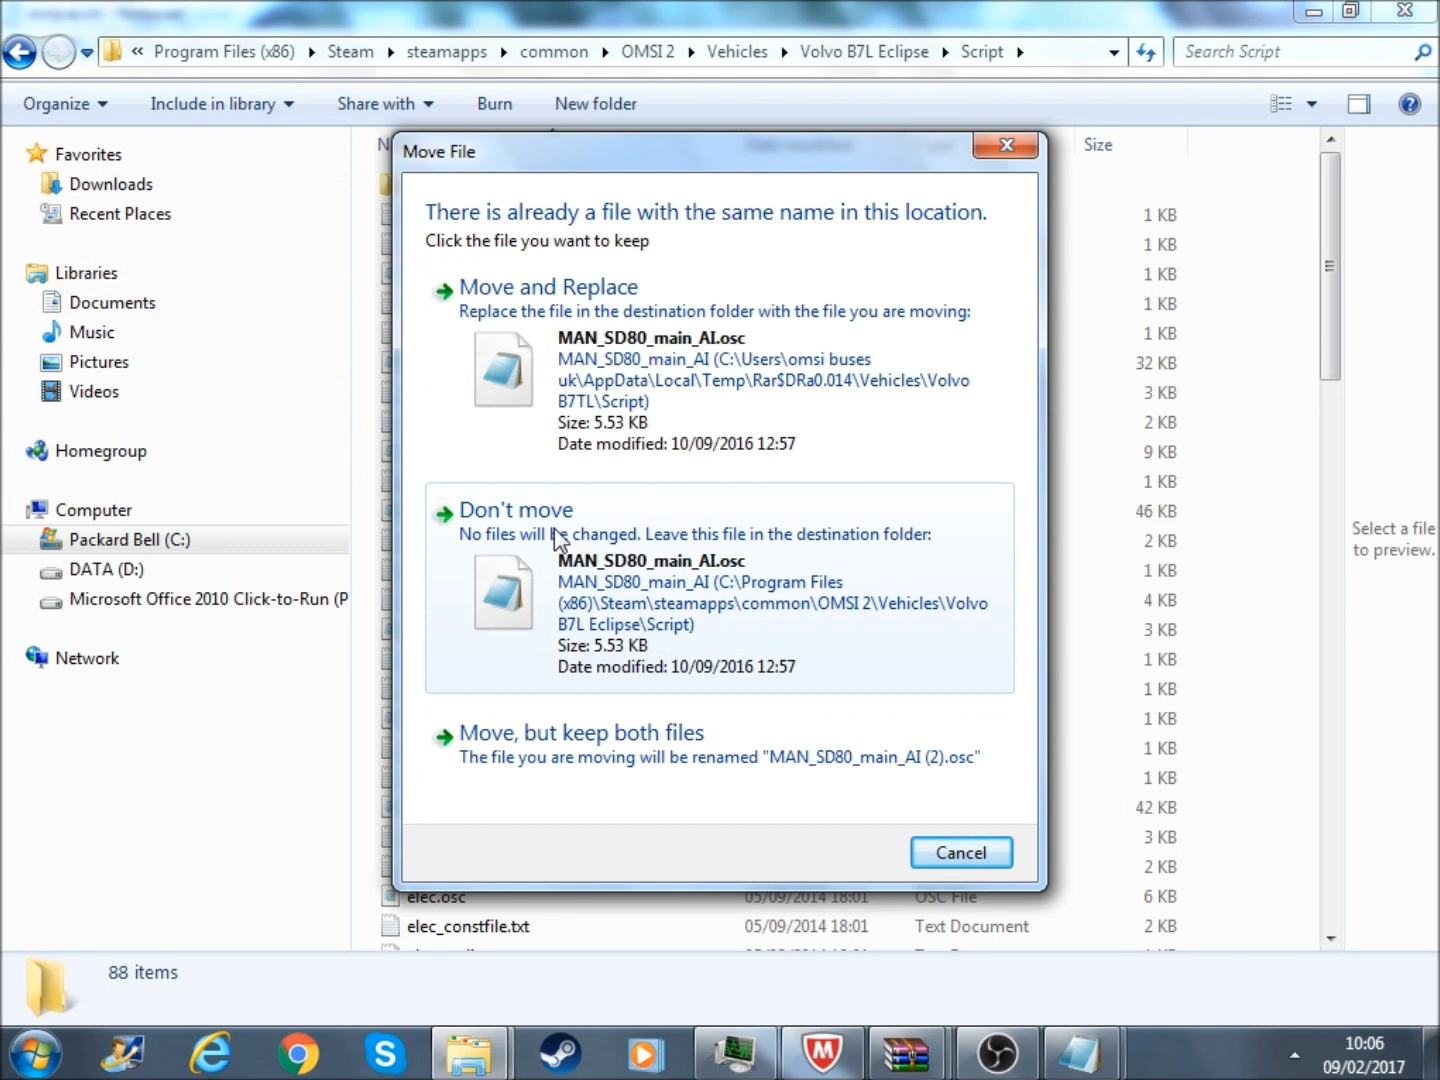 « Program Files (x86) Steam steamapps common OMSI 2 Vehicles Volvo B7L Eclipse Script
Search Script
Organize Include in library Share with Burn New folder
Favorites
Downloads
Recent Places
Libraries
Documents
Music
Pictures
Videos
Homegroup
Computer
Packard Bell (C:)
DATA (D:)
Microsoft Office 2010 Click-to-Run (P
Network
Move File
There is already a file with the same name in this location.
Click the file you want to keep
Move and Replace
Replace the file in the destination folder with the file you are moving:
MAN_SD80_main_AI.osc
MAN_SD80_main_AI (C:\Users\omsi buses
uk\AppData\Local\Temp\Rar$DRa0.014\Vehicles\Volvo
B7TL\Script)
Size: 5.53 KB
Date modified: 10/09/2016 12:57
Don't move
No files will be changed. Leave this file in the destination folder:
MAN_SD80_main_AI.osc
MAN_SD80_main_AI (C:\Program Files
(x86)\Steam\steamapps\common\OMSI 2\Vehicles\Volvo
B7L Eclipse\Script)
Size: 5.53 KB
Date modified: 10/09/2016 12:57
Move, but keep both files
The file you are moving will be renamed "MAN_SD80_main_AI (2).osc"
Cancel
Size
1 KB
1 KB
1 KB
1 KB
1 KB
32 KB
3 KB
2 KB
9 KB
1 KB
46 KB
2 KB
1 KB
4 KB
3 KB
1 KB
1 KB
1 KB
1 KB
1 KB
42 KB
3 KB
2 KB
elec.osc 05/09/2014 18:01 OSC File 6 KB
elec_constfile.txt 05/09/2014 18:01 Text Document 2 KB
Select a file
to preview.
88 items
10:06
09/02/2017